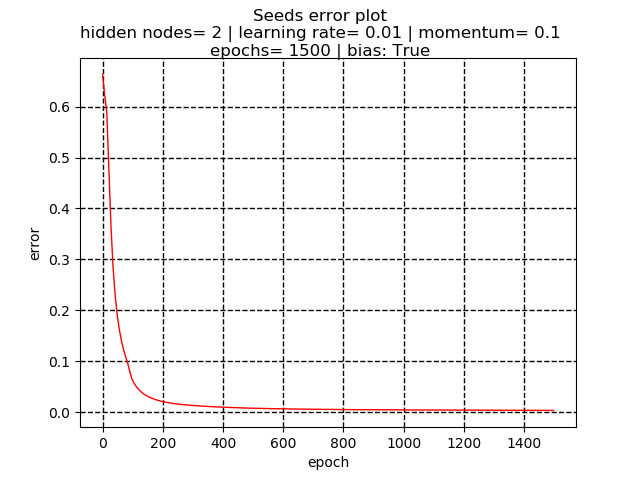 Seeds error plot
hidden nodes= 2 | learning rate= 0.01 | momentum= 0.1
epochs= 1500 | bias: True
0.6
0.5
0.4
0.3
0.2
0.1
0.0
error
0 200 400 600 800 1000 1200 1400
epoch